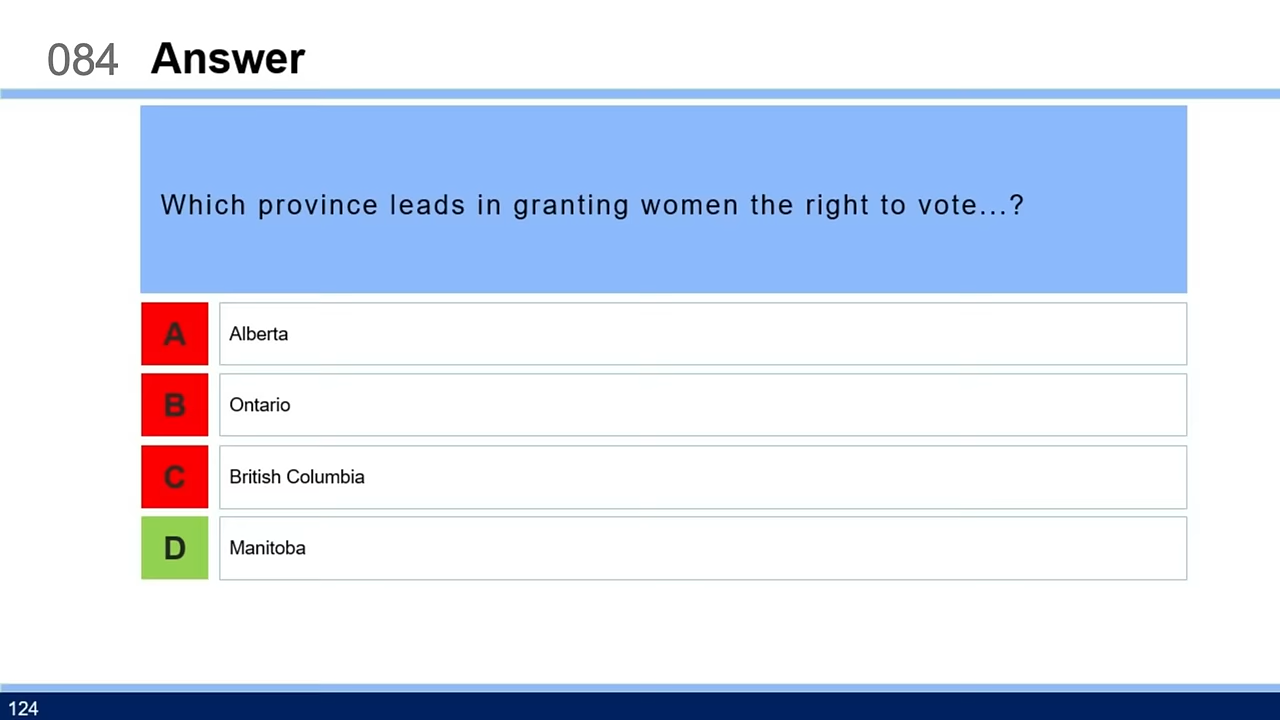 084 Answer
Which province leads in granting women the right to vote...?
A Alberta
B Ontario
C British Columbia
D Manitoba
124